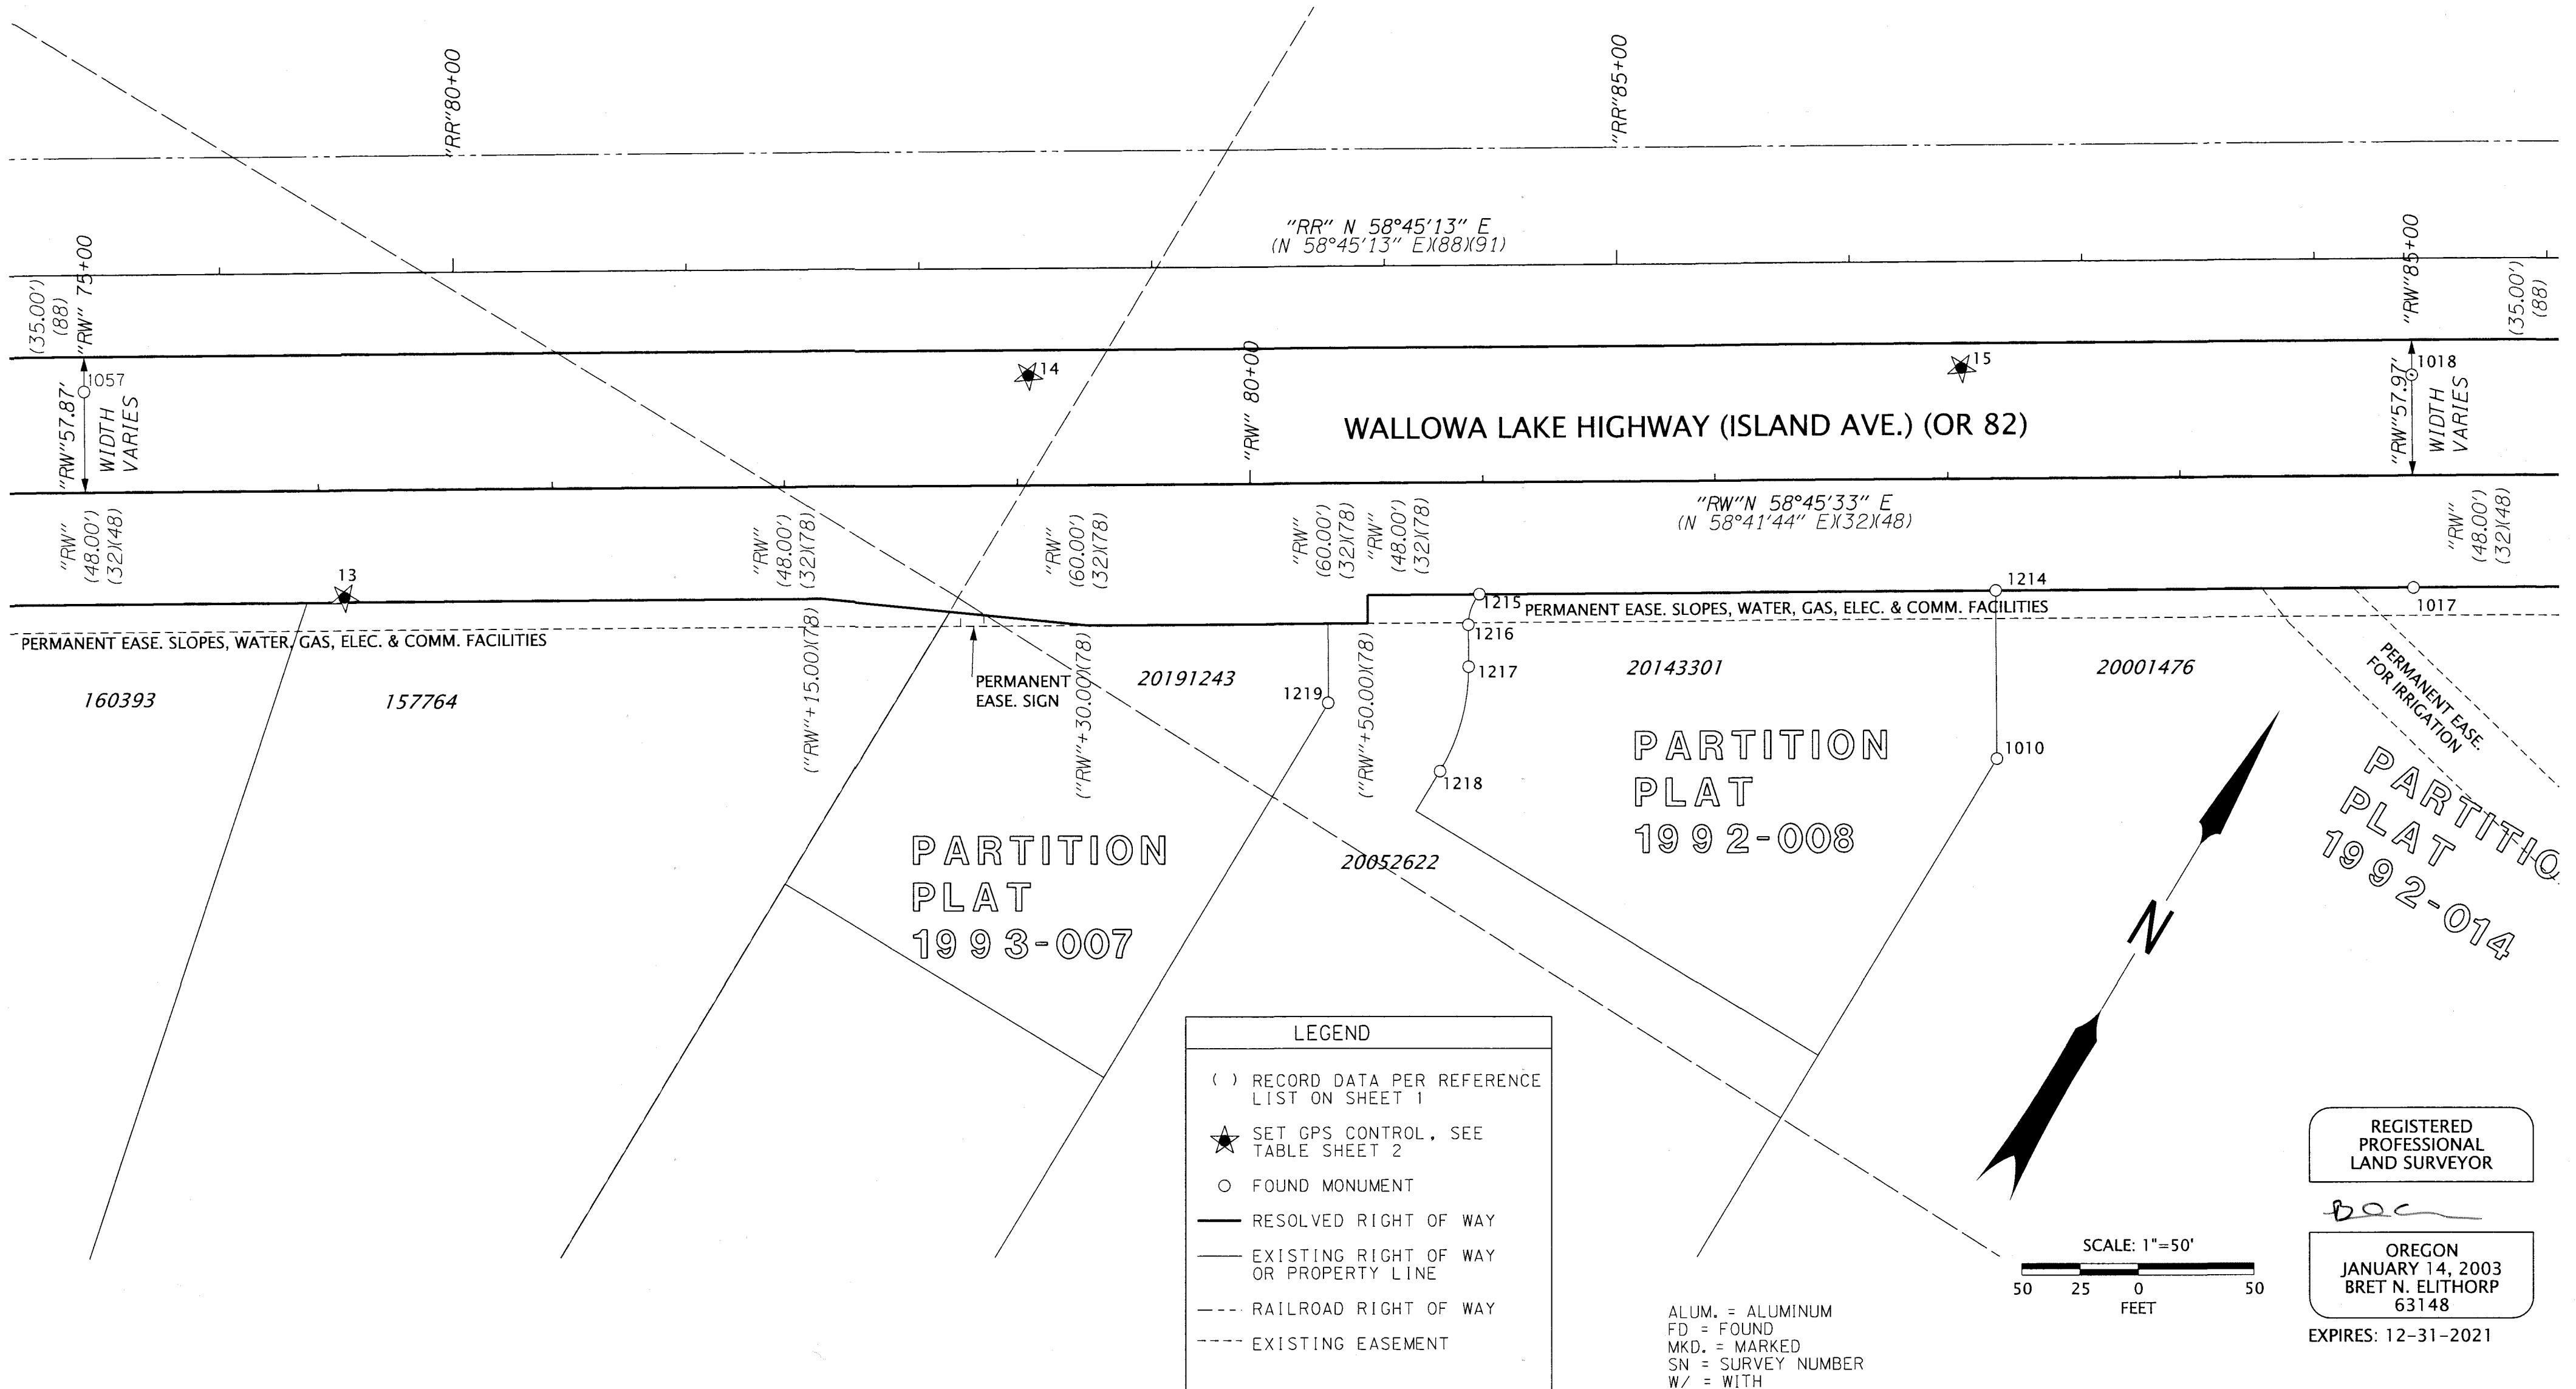 "RR"80+00
"RR"85+00
"RR" N 58°45'13" E
(N 58°45'13" E)(88)(91)
(35.00')
(88)
"RW" 75+00
"RW"85+00
(35.00')
(88)
1057
14
"RW" 80+00
15
1018
"RW"57.87'
WIDTH
VARIES
WALLOWA LAKE HIGHWAY (ISLAND AVE.) (OR 82)
"RW"57.97'
WIDTH
VARIES
"RW"
(48.00')
(32)(48)
"RW"
(48.00')
(32)(78)
"RW"
(60.00')
(32)(78)
"RW"
(60.00')
(32)(78)
"RW"
(48.00')
(32)(78)
"RW"N 58°45'33" E
(N 58°41'44" E)(32)(48)
"RW"
(48.00')
(32)(48)
13
1214
1215
PERMANENT EASE. SLOPES, WATER, GAS, ELEC. & COMM. FACILITIES
1017
PERMANENT EASE. SLOPES, WATER, GAS, ELEC. & COMM. FACILITIES
1216
1217
("RW"+15.00)(78)
PERMANENT
EASE. SIGN
("RW"+30.00)(78)
("RW"+50.00)(78)
160393
157764
20191243
1219
20143301
20001476
PERMANENT EASE.
FOR IRRIGATION
1218
1010
PARTITION
PLAT
1992-008
PARTITIO
PLAT
1992-014
PARTITION
PLAT
1993-007
20052622
N
LEGEND
( ) RECORD DATA PER REFERENCE
LIST ON SHEET 1
SET GPS CONTROL, SEE
TABLE SHEET 2
FOUND MONUMENT
RESOLVED RIGHT OF WAY
EXISTING RIGHT OF WAY
OR PROPERTY LINE
RAILROAD RIGHT OF WAY
EXISTING EASEMENT
ALUM. = ALUMINUM
FD = FOUND
MKD. = MARKED
SN = SURVEY NUMBER
W/ = WITH
SCALE: 1"=50'
50 25 0 50
FEET
REGISTERED
PROFESSIONAL
LAND SURVEYOR
OREGON
JANUARY 14, 2003
BRET N. ELITHORP
63148
EXPIRES: 12-31-2021